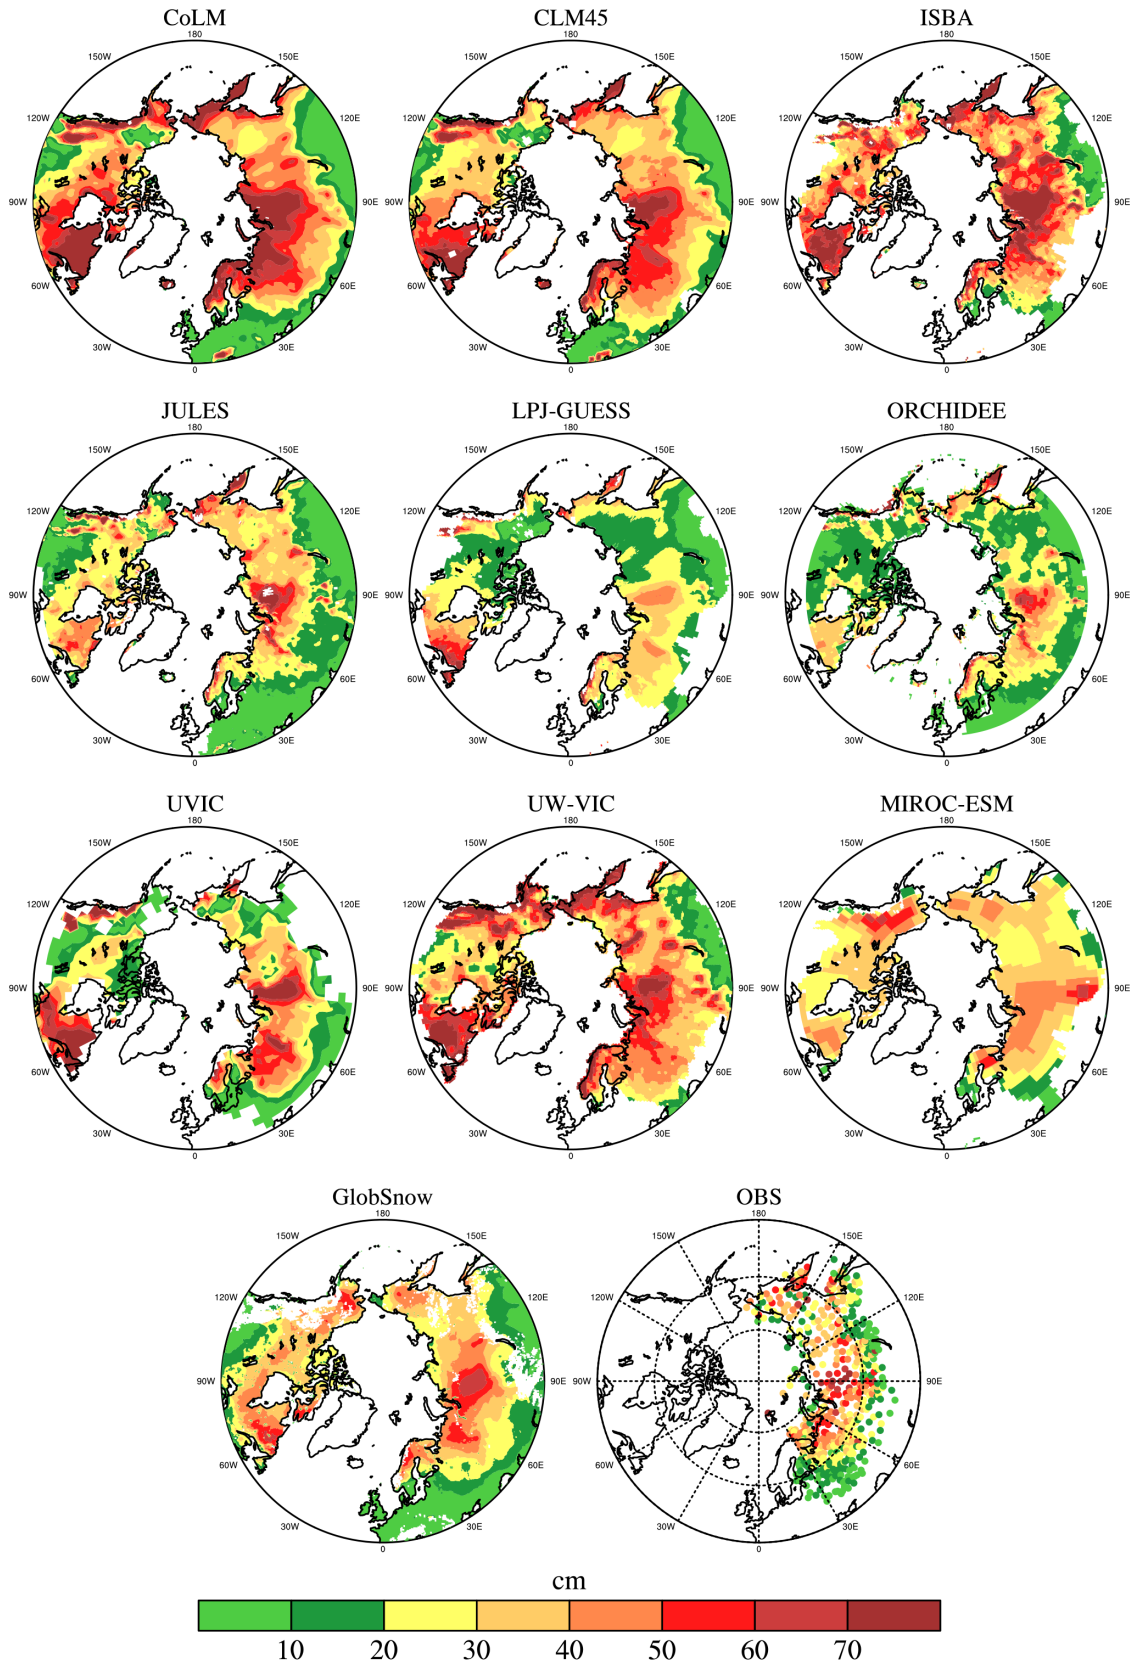 CoLM CLM45 ISBA
180 180 180
150W 150E 150W 150E 150W 150E
120W 120E 120W 120E 120W 120E
90W 90E 90W 90E 90W 90E
60W 60E 60W 60E 60W 60E
30W 30E 30W 30E 30W 30E
0 0 0
JULES LPJ-GUESS ORCHIDEE
180 180 180
150W 150E 150W 150E 150W 150E
120W 120E 120W 120E 120W 120E
90W 90E 90W 90E 90W 90E
60W 60E 60W 60E 60W 60E
30W 30E 30W 30E 30W 30E
0 0 0
UVIC UW-VIC MIROC-ESM
180 180 180
150W 150E 150W 150E 150W 150E
120W 120E 120W 120E 120W 120E
90W 90E 90W 90E 90W 90E
60W 60E 60W 60E 60W 60E
30W 30E 30W 30E 30W 30E
0 0 0
GlobSnow OBS
180 180
150W 150E 150W 150E
120W 120E 120W 120E
90W 90E 90W 90E
60W 60E 60W 60E
30W 30E 30W 30E
0 0
cm
10 20 30 40 50 60 70